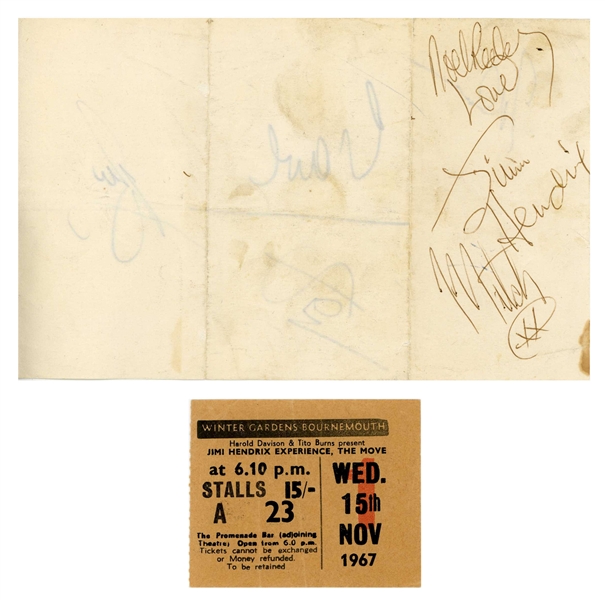 Noel Redding
Love
Jimi
Hendrix
Mitch
XX
WINTER GARDENS-BOURNEMOUTH
Harold Davison & Tito Burns present
JIMI HENDRIX EXPERIENCE, THE MOVE
at 6.10 p.m.
STALLS 15/-
A 23
The Promenade Bar (adjoining
Theatre) Open from 6.0 p.m.
Tickets cannot be exchanged
or Money refunded.
To be retained
WED.
15th
NOV
1967